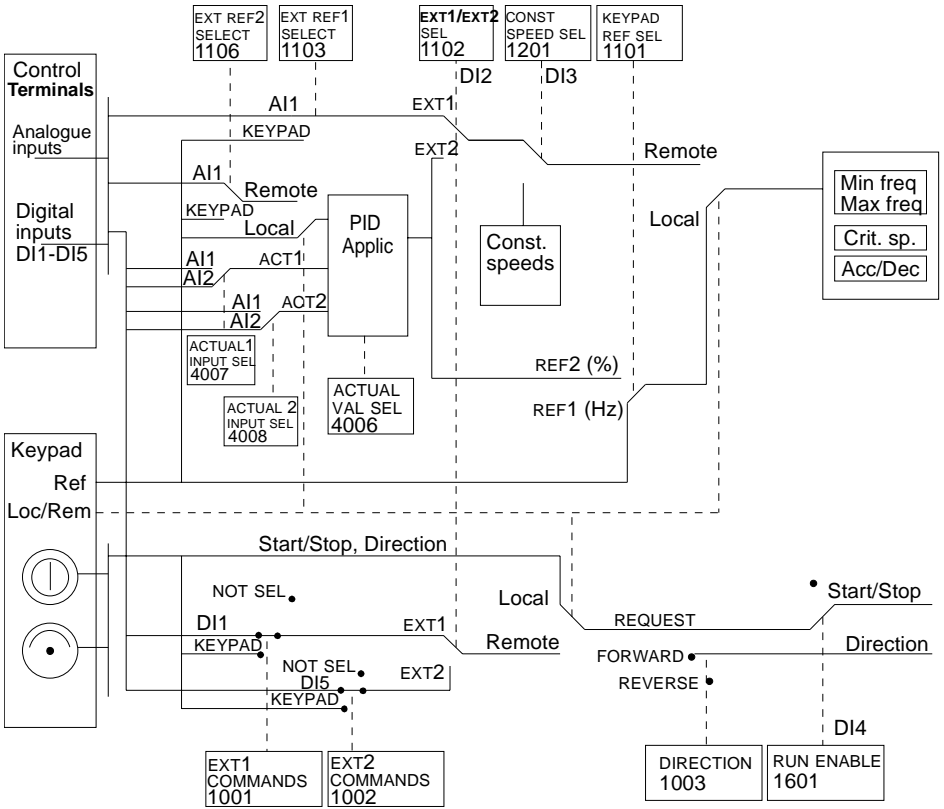 EXT REF2
SELECT
1106
EXT REF1
SELECT
1103
EXT1/EXT2
SEL
1102
CONST
SPEED SEL
1201
KEYPAD
REF SEL
1101
DI2
DI3
Control
Terminals
Analogue
inputs
Digital
inputs
DI1-DI5
AI1
KEYPAD
EXT1
EXT2
Remote
AI1
Remote
KEYPAD
Local
PID
Applic
Const.
speeds
Local
Min freq
Max freq
Crit. sp.
Acc/Dec
AI1
AI2
ACT1
AI1
AI2
ACT2
ACTUAL1
INPUT SEL
4007
ACTUAL 2
INPUT SEL
4008
ACTUAL
VAL SEL
4006
REF2 (%)
REF1 (Hz)
Keypad
Ref
Loc/Rem
Start/Stop, Direction
NOT SEL
DI1
KEYPAD
EXT1
Remote
Local
REQUEST
Start/Stop
Direction
NOT SEL
DI5
KEYPAD
EXT2
FORWARD
REVERSE
DI4
EXT1
COMMANDS
1001
EXT2
COMMANDS
1002
DIRECTION
1003
RUN ENABLE
1601